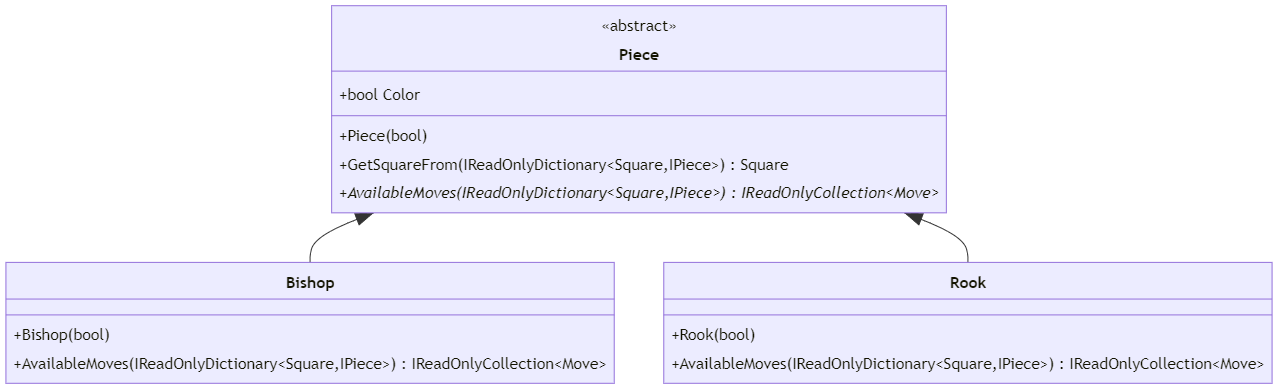 «abstract»
Piece
+bool Color
+Piece(bool)
+GetSquareFrom(IReadOnlyDictionary<Square,IPiece>) : Square
+AvailableMoves(IReadOnlyDictionary<Square,IPiece>) : IReadOnlyCollection<Move>
Bishop
+Bishop(bool)
+AvailableMoves(IReadOnlyDictionary<Square,IPiece>) : IReadOnlyCollection<Move>
Rook
+Rook(bool)
+AvailableMoves(IReadOnlyDictionary<Square,IPiece>) : IReadOnlyCollection<Move>